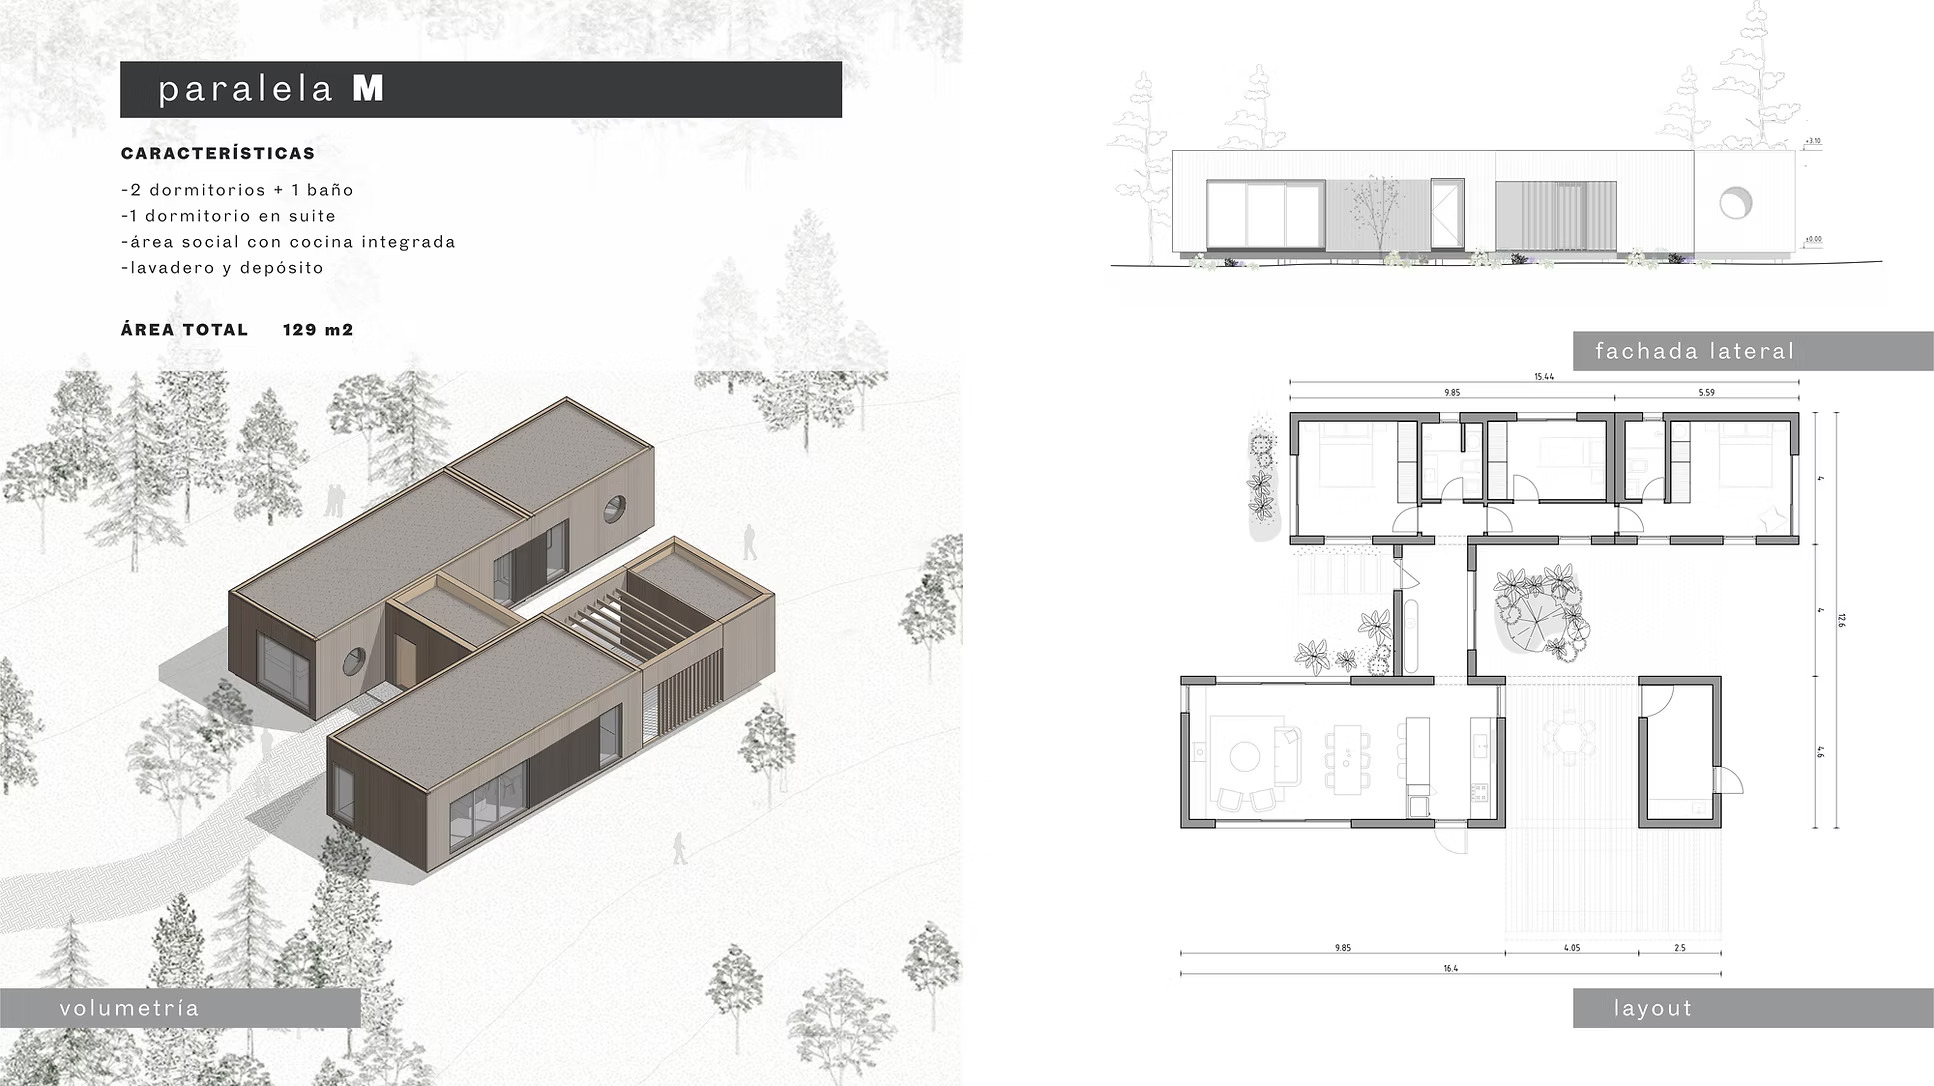 paralela M
CARACTERÍSTICAS
-2 dormitorios + 1 baño
-1 dormitorio en suite
-área social con cocina integrada
-lavadero y depósito
ÁREA TOTAL 129 m2
volumetría
+3.10
±0.00
fachada lateral
15.44
9.85 5.59
4
4
12.6
4.6
9.85 4.05 2.5
16.4
layout